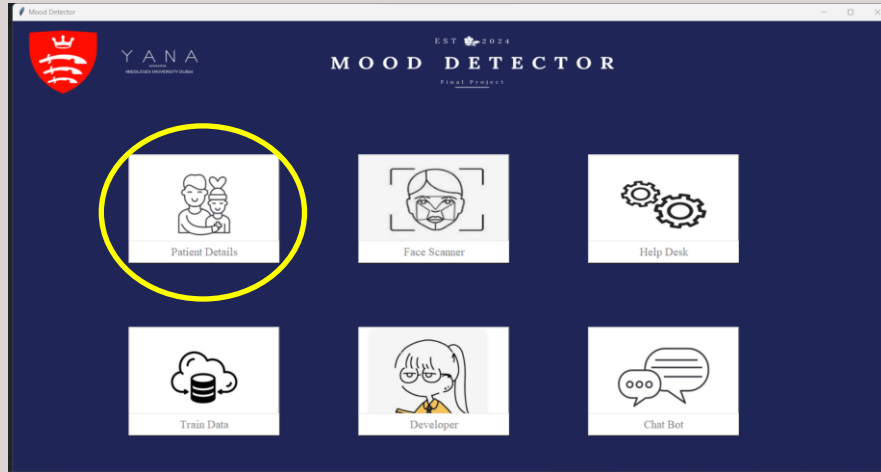 Mood Detector
EST 2024
YANA
MIDDLESEX UNIVERSITY DUBAI
MOOD DETECTOR
Final Project
Patient Details
Face Scanner
Help Desk
Train Data
Developer
Chat Bot